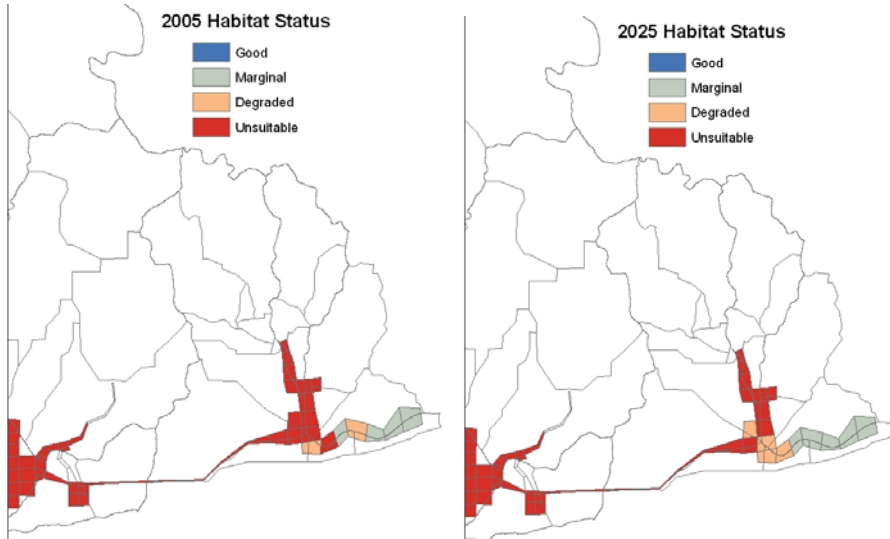 2005 Habitat Status
Good
Marginal
Degraded
Unsuitable
2025 Habitat Status
Good
Marginal
Degraded
Unsuitable